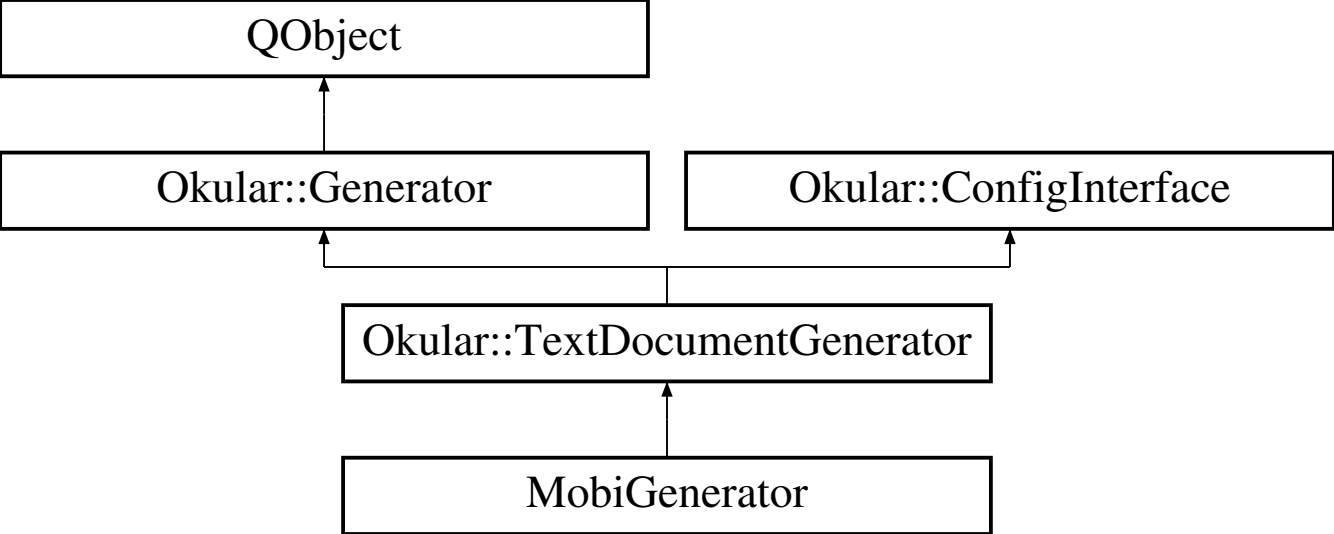 QObject
Okular::Generator
Okular::ConfigInterface
Okular::TextDocumentGenerator
MobiGenerator